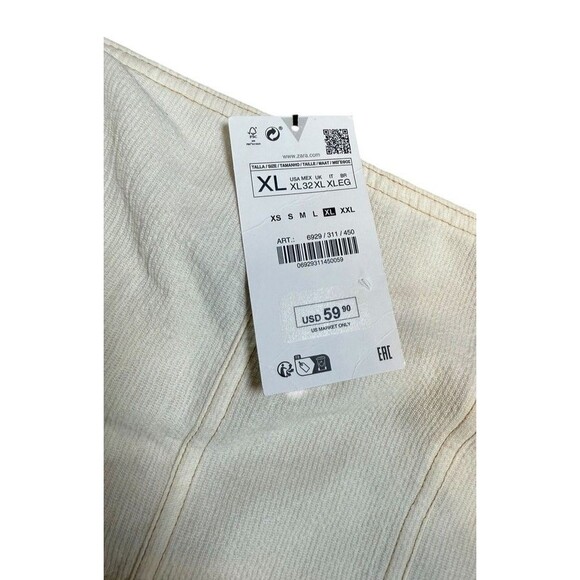 FSC
www.zara.com
TALLA / SIZE / TAMANHO / TAILLE / MAAT /
XL
USA MEX UK IT BR
XL 32 XL XL EG
XS S M L XL XXL
ART.: 6929 / 311 / 450
06929311450059
USD 59.90
US MARKET ONLY
EAC